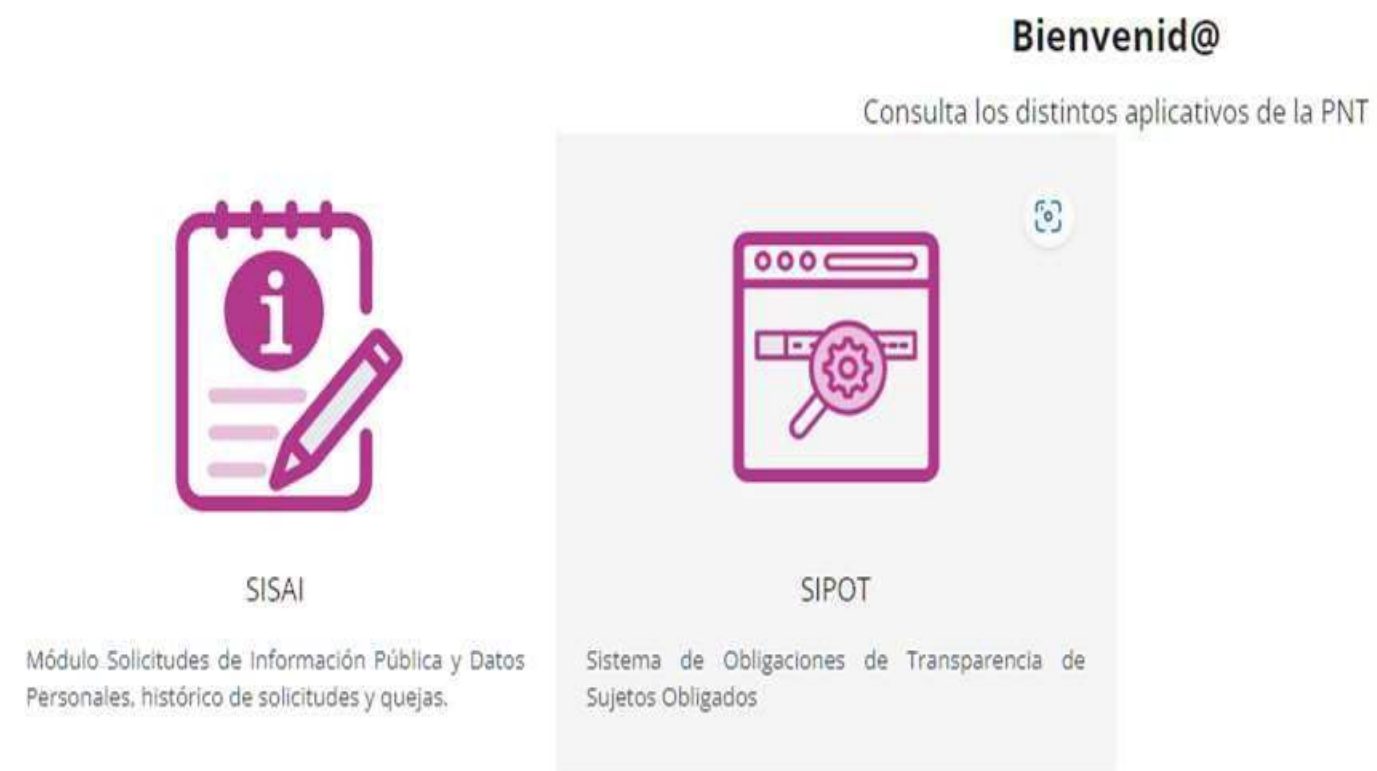 Bienvenid@
Consulta los distintos aplicativos de la PNT
SISAI
Módulo Solicitudes de Información Pública y Datos
Personales, histórico de solicitudes y quejas.
SIPOT
Sistema de Obligaciones de Transparencia de
Sujetos Obligados